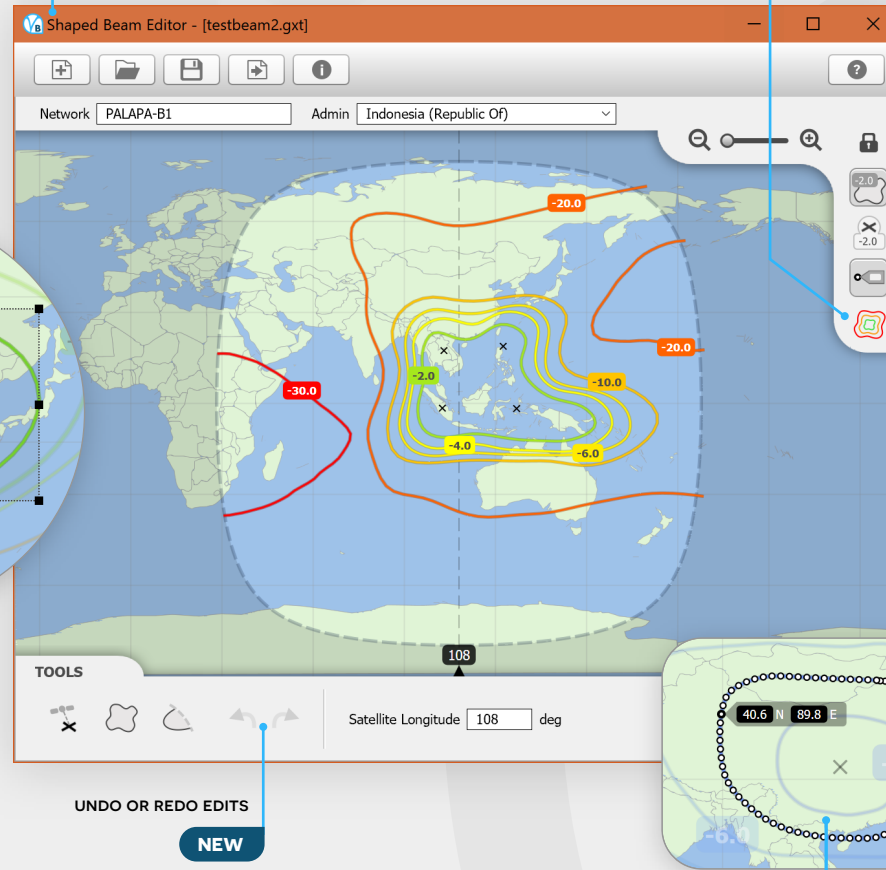 Shaped Beam Editor - [testbeam2.gxt]
Network PALAPA-B1 Admin Indonesia (Republic Of)
-2.0
-2.0
-20.0
-20.0
-2.0
-10.0
-30.0
-4.0
-6.0
108
TOOLS
Satellite Longitude 108 deg
40.6 N 89.8 E
-6.0
UNDO OR REDO EDITS
NEW